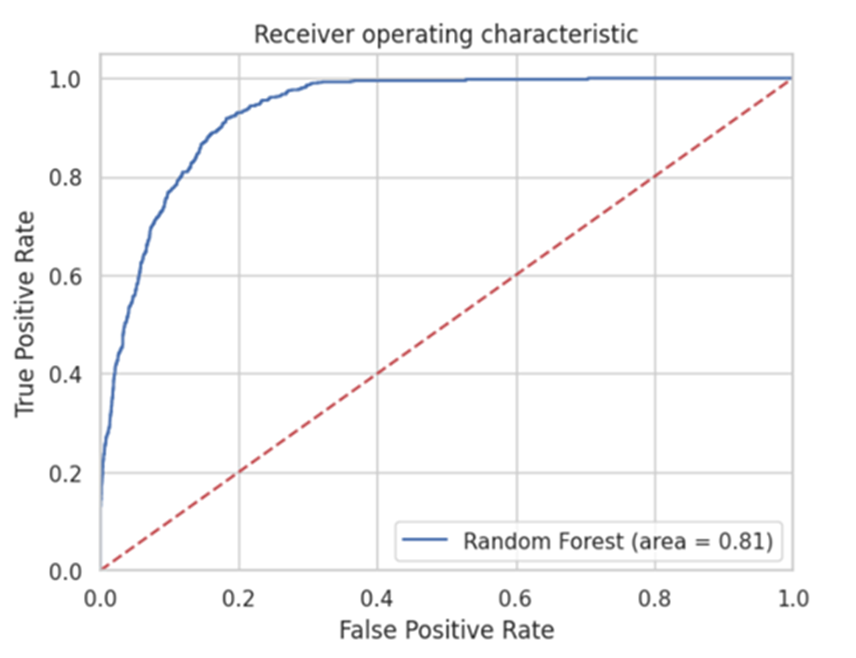 Receiver operating characteristic
True Positive Rate
1.0
0.8
0.6
0.4
0.2
0.0
Random Forest (area = 0.81)
0.0 0.2 0.4 0.6 0.8 1.0
False Positive Rate